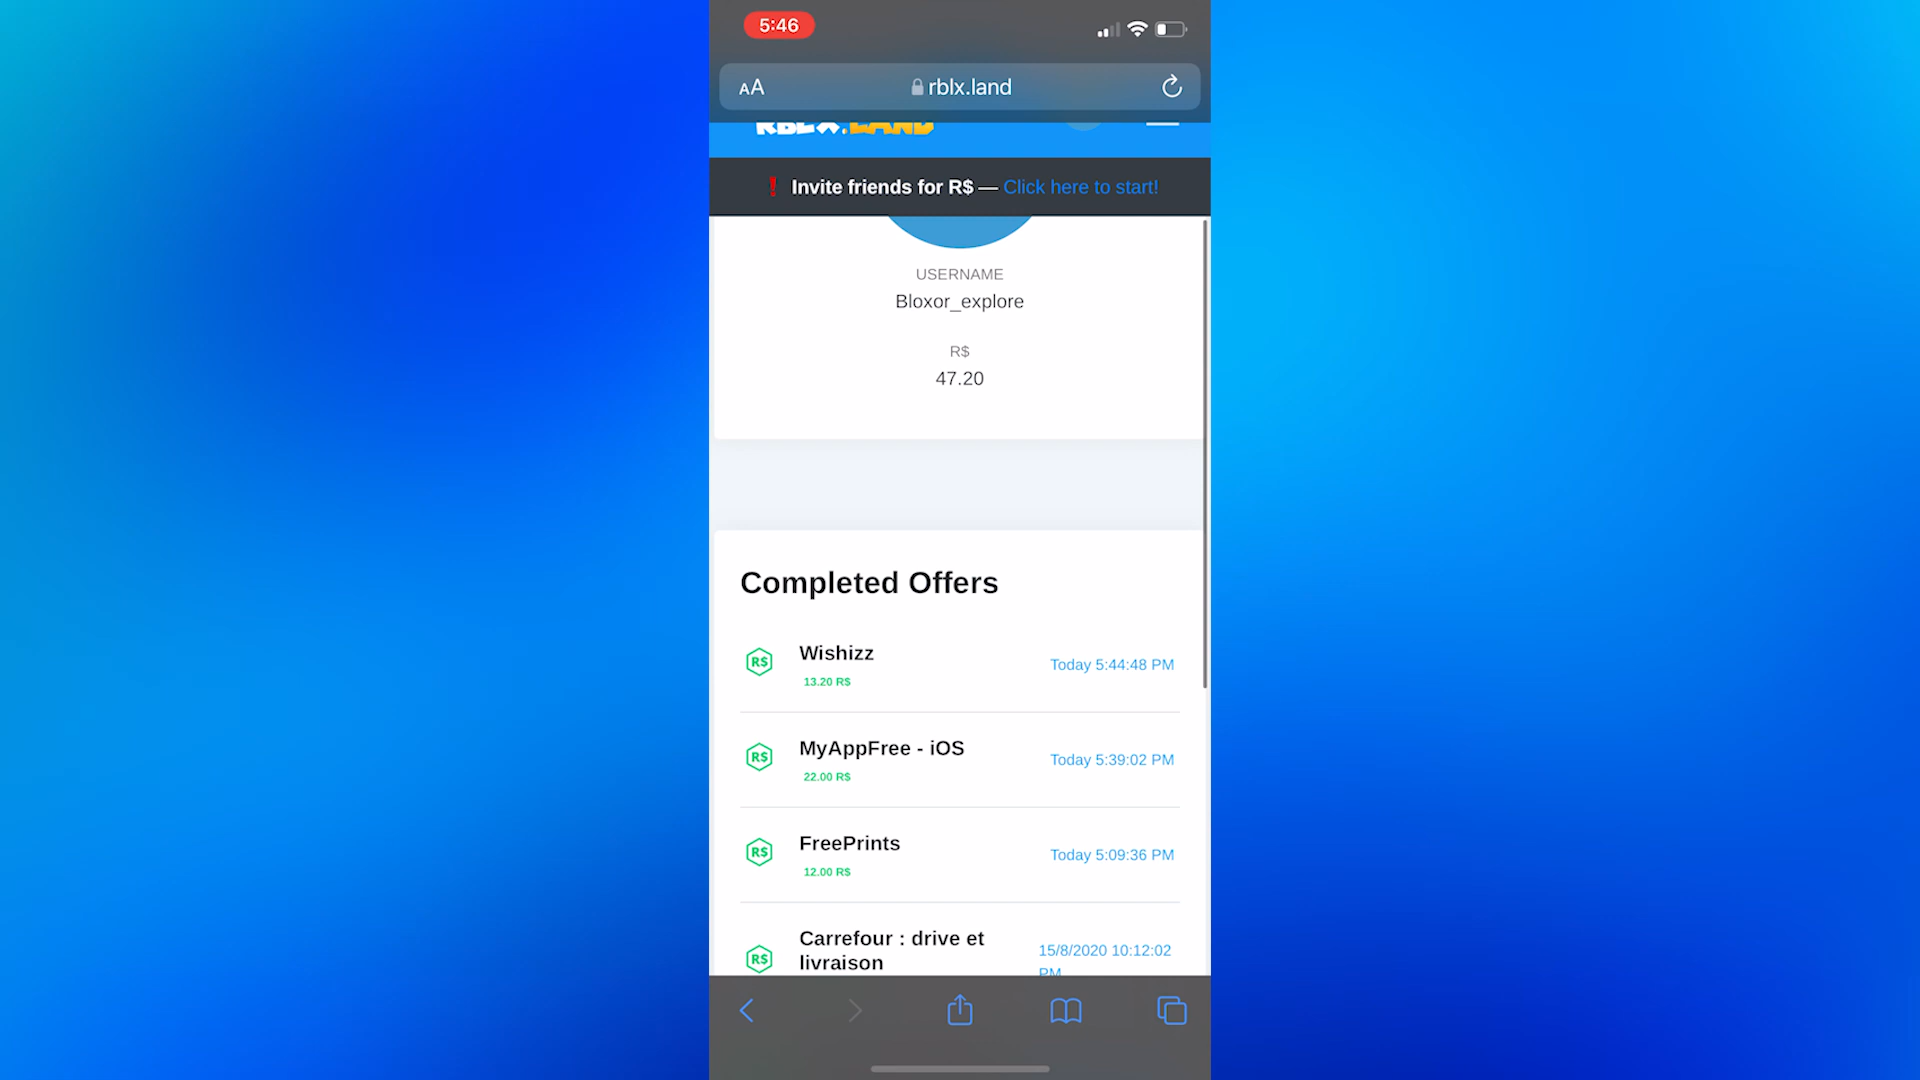 5:46
AA rblx.land
RBLX.LAND
❗ Invite friends for R$ — Click here to start!
USERNAME
Bloxor_explore
R$
47.20
Completed Offers
R$ Wishizz
13.20 R$
Today 5:44:48 PM
R$ MyAppFree - iOS
22.00 R$
Today 5:39:02 PM
R$ FreePrints
12.00 R$
Today 5:09:36 PM
R$ Carrefour : drive et
livraison
15/8/2020 10:12:02
PM